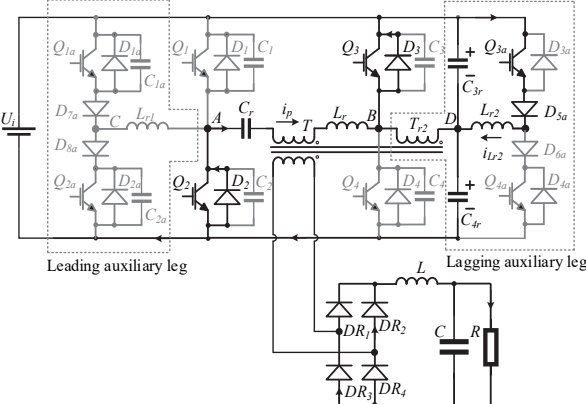 Q1a D1a C1a
Q1 D1 C1
Q3 D3 C3
C3r
Q3a D3a
D7a
C Lr1 A Cr ip T Lr B Tr2 D Lr2 D5a
Ui
iLr2
D8a
D6a
Q2a D2a C2a
Q2 D2 C2
Q4 D4 C4
C4r
Q4a D4a
Leading auxiliary leg
Lagging auxiliary leg
L
DR1 DR2 C R
DR3 DR4